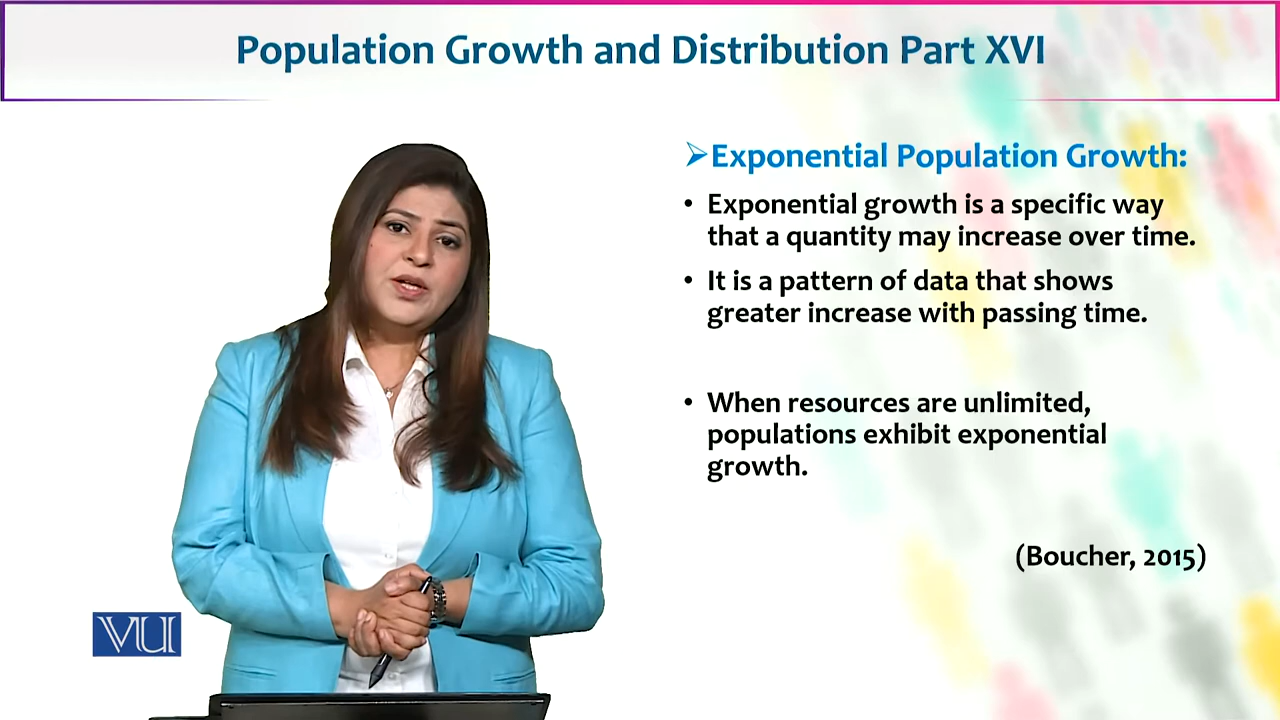 Population Growth and Distribution Part XVI
➢Exponential Population Growth:
• Exponential growth is a specific way
that a quantity may increase over time.
• It is a pattern of data that shows
greater increase with passing time.
• When resources are unlimited,
populations exhibit exponential
growth.
(Boucher, 2015)
VU